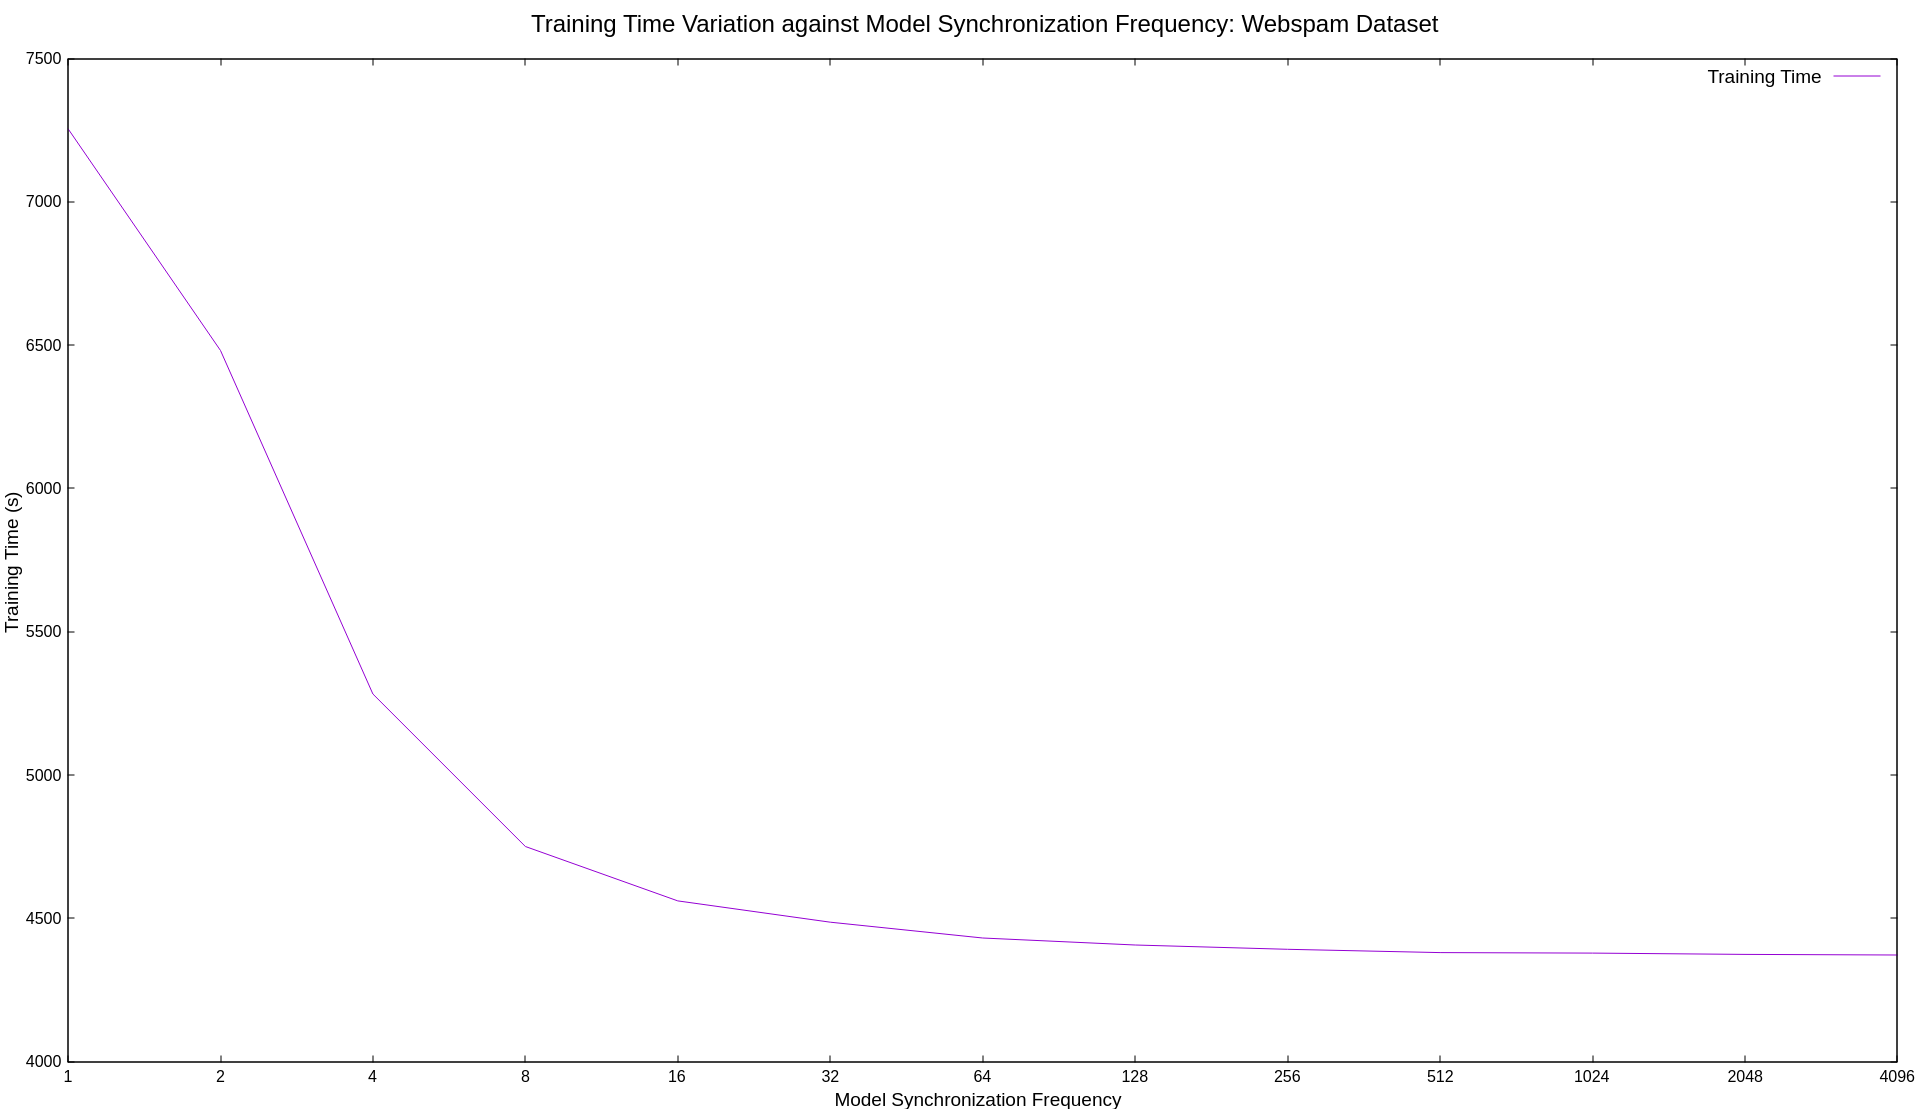 Training Time Variation against Model Synchronization Frequency: Webspam Dataset
Training Time
7500
7000
6500
6000
5500
5000
4500
4000
Training Time (s)
1 2 4 8 16 32 64 128 256 512 1024 2048 4096
Model Synchronization Frequency